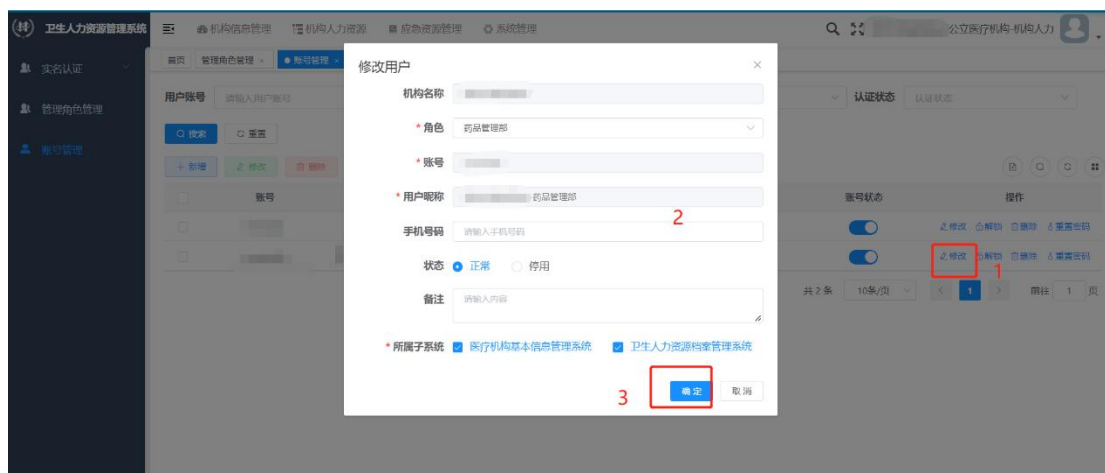 卫生人力资源管理系统 机构信息管理 机构人力资源 应急资源管理 系统管理 公立医疗机构-机构人力
实名认证
管理角色管理
账号管理
首页 管理角色管理 × 账号管理 ×
用户账号 请输入用户账号 认证状态 认证状态
搜索 重置
+ 新增 修改 删除
账号 账号状态 操作
修改 解锁 删除 重置密码
修改 解锁 删除 重置密码
1
共 2 条 10条/页 < 1 > 前往 1 页
修改用户 ×
机构名称
* 角色 药品管理部
* 账号
* 用户昵称 药品管理部
2
手机号码 请输入手机号码
状态 正常 停用
备注 请输入内容
* 所属子系统 医疗机构基本信息管理系统 卫生人力资源档案管理系统
3 确定 取消